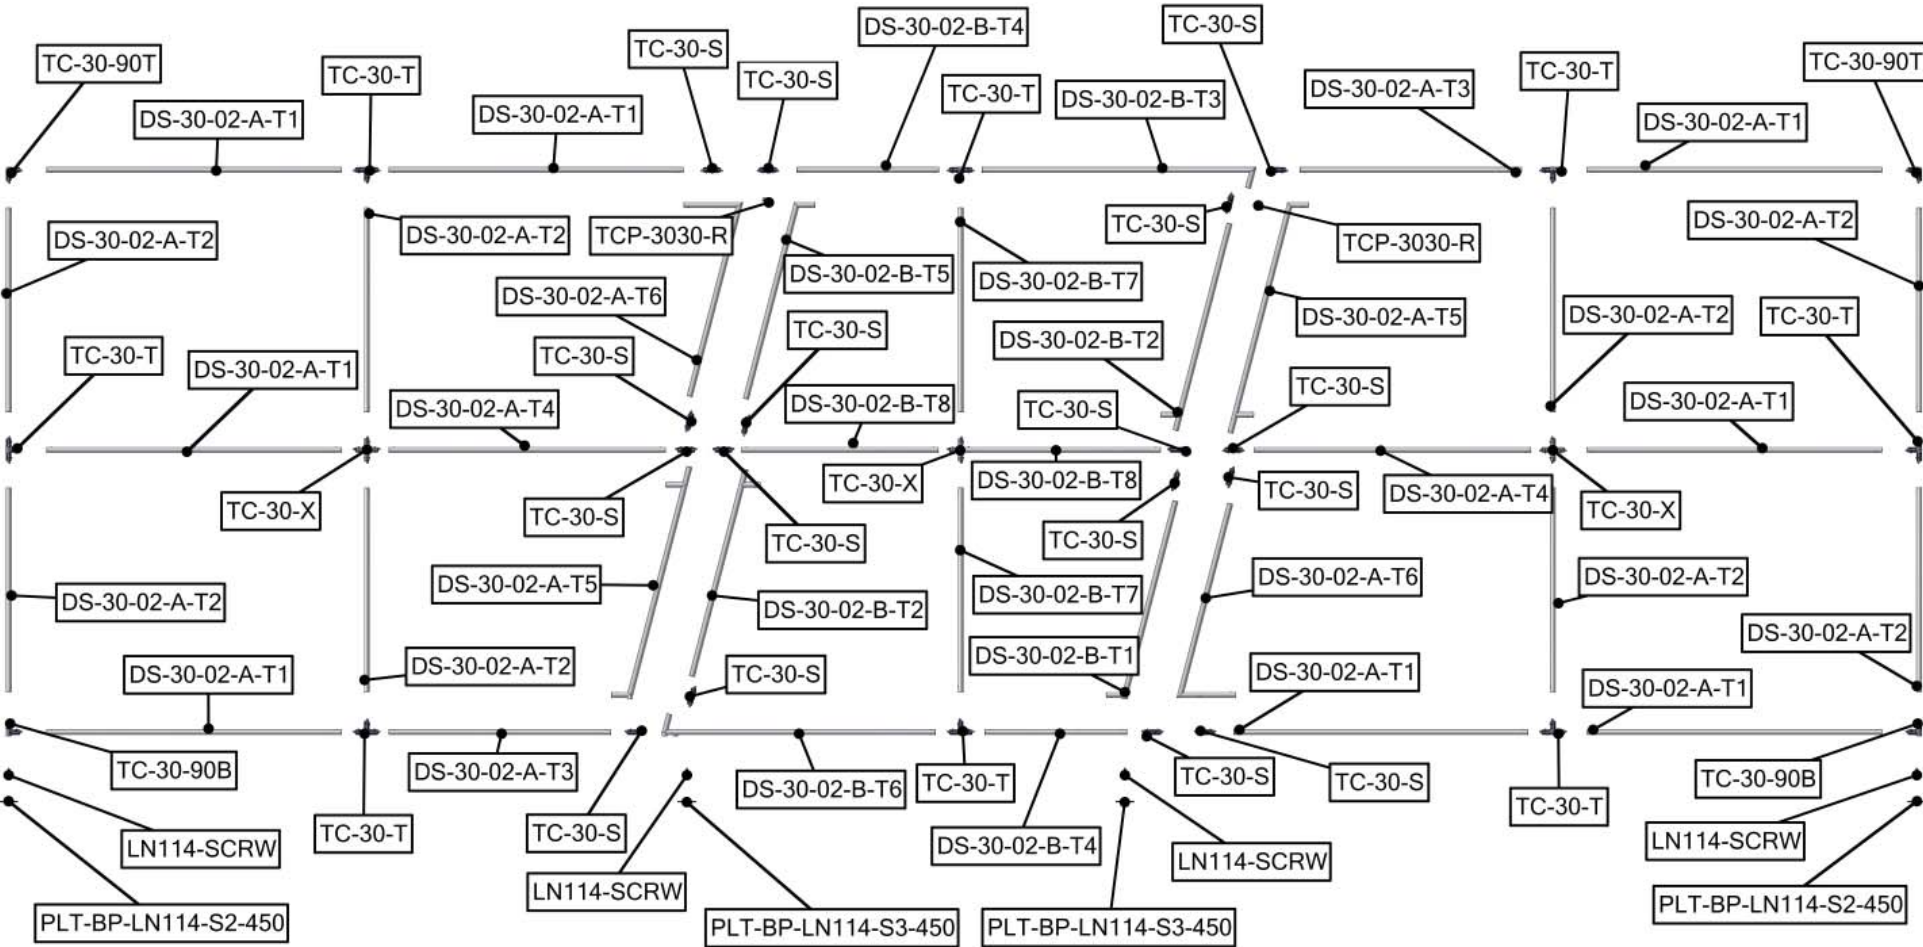 DS-30-02-B-T4
TC-30-S
TC-30-S
TC-30-90T
TC-30-T
TC-30-S
TC-30-T
TC-30-90T
DS-30-02-A-T1
DS-30-02-A-T1
TC-30-T
DS-30-02-B-T3
DS-30-02-A-T3
DS-30-02-A-T1
DS-30-02-A-T2
DS-30-02-A-T2
TCP-3030-R
DS-30-02-B-T5
DS-30-02-B-T7
TC-30-S
TCP-3030-R
DS-30-02-A-T2
DS-30-02-A-T6
TC-30-S
DS-30-02-B-T2
DS-30-02-A-T5
DS-30-02-A-T2
TC-30-T
TC-30-T
DS-30-02-A-T1
TC-30-S
DS-30-02-A-T4
DS-30-02-B-T8
TC-30-S
TC-30-S
DS-30-02-A-T1
TC-30-X
TC-30-S
TC-30-S
TC-30-X
DS-30-02-B-T8
TC-30-S
TC-30-S
DS-30-02-A-T4
TC-30-X
DS-30-02-A-T2
DS-30-02-A-T5
DS-30-02-B-T2
DS-30-02-B-T7
DS-30-02-A-T6
DS-30-02-A-T2
DS-30-02-A-T2
DS-30-02-A-T1
DS-30-02-A-T2
TC-30-S
DS-30-02-B-T1
DS-30-02-A-T1
DS-30-02-A-T1
TC-30-90B
DS-30-02-A-T3
DS-30-02-B-T6
TC-30-T
TC-30-S
TC-30-S
TC-30-90B
TC-30-T
TC-30-S
DS-30-02-B-T4
TC-30-T
LN114-SCRW
LN114-SCRW
LN114-SCRW
LN114-SCRW
PLT-BP-LN114-S2-450
PLT-BP-LN114-S3-450
PLT-BP-LN114-S3-450
PLT-BP-LN114-S2-450